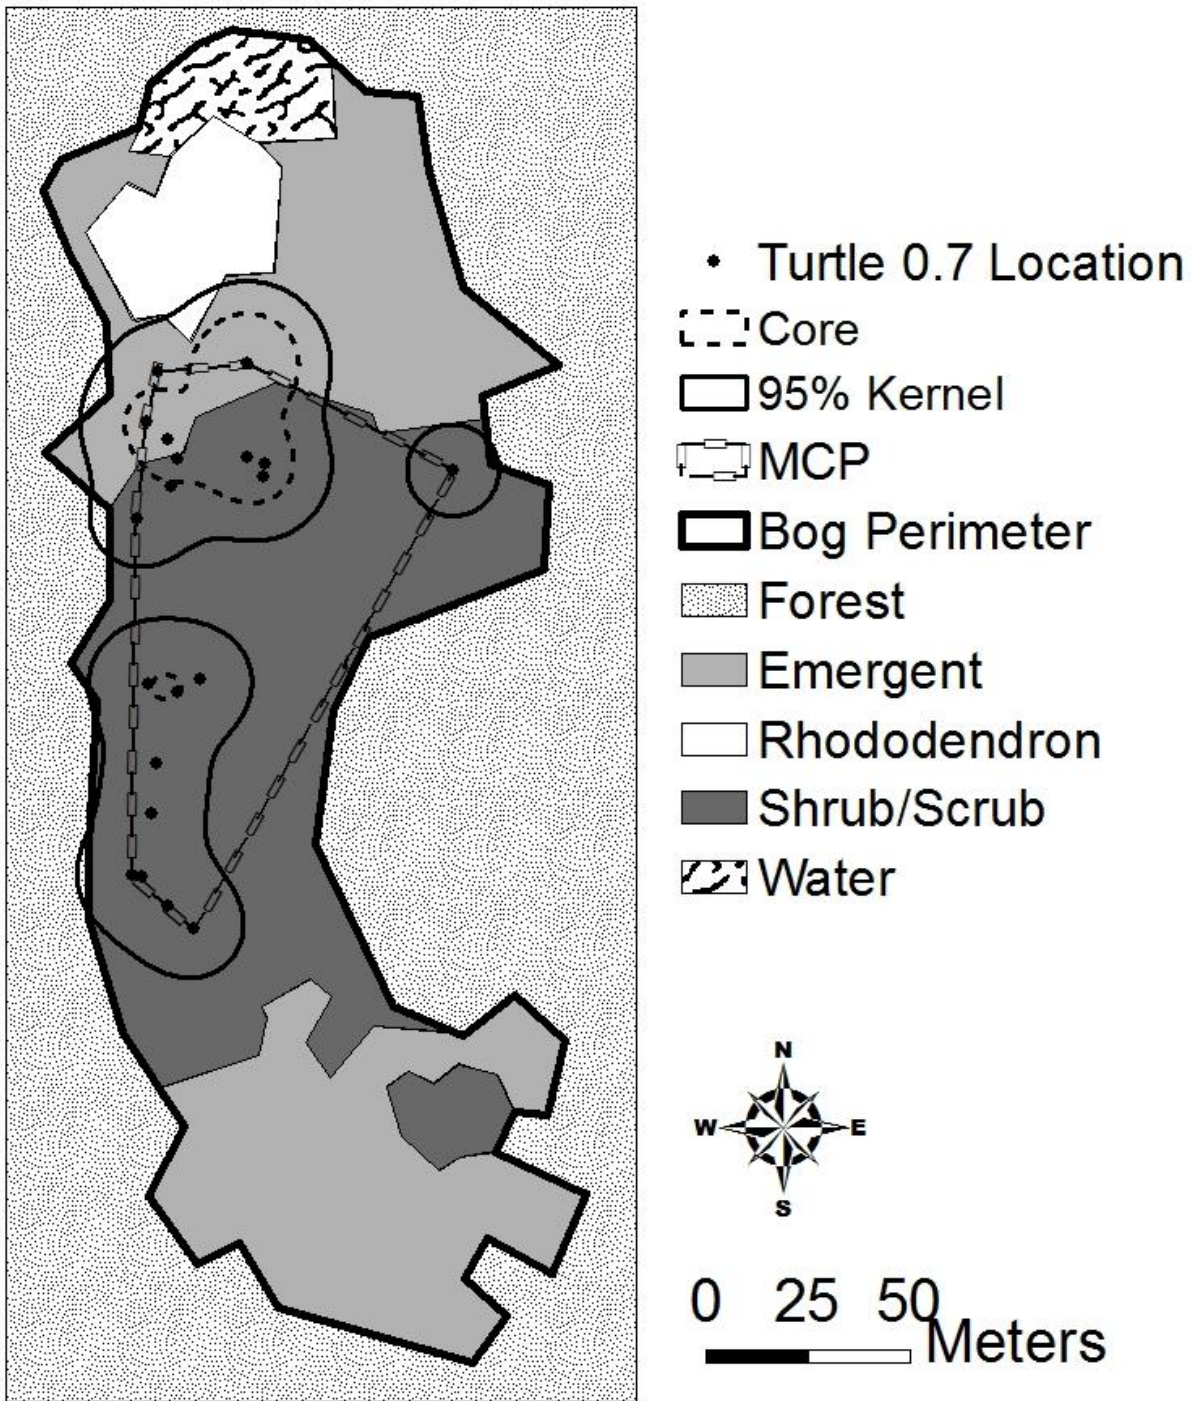 Turtle 0.7 Location
Core
95% Kernel
MCP
Bog Perimeter
Forest
Emergent
Rhododendron
Shrub/Scrub
Water
N
W E
S
0 25 50
Meters